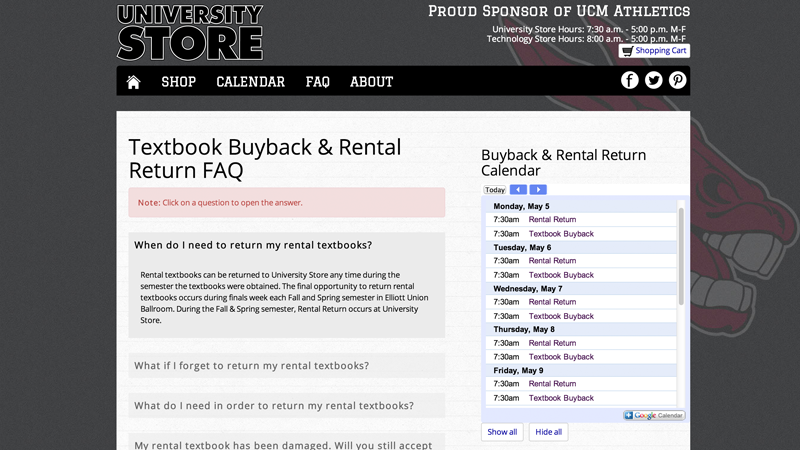 UNIVERSITY
STORE
Proud Sponsor of UCM Athletics
University Store Hours: 7:30 a.m. - 5:00 p.m. M-F
Technology Store Hours: 8:00 a.m. - 5:00 p.m. M-F
Shopping Cart
SHOP CALENDAR FAQ ABOUT
Textbook Buyback & Rental
Return FAQ
Note: Click on a question to open the answer.
When do I need to return my rental textbooks?
Rental textbooks can be returned to University Store any time during the
semester the textbooks were obtained. The final opportunity to return rental
textbooks occurs during finals week each Fall and Spring semester in Elliott Union
Ballroom. During the Fall & Spring semester, Rental Return occurs at University
Store.
What if I forget to return my rental textbooks?
What do I need in order to return my rental textbooks?
My rental textbook has been damaged. Will you still accept
Buyback & Rental Return
Calendar
Today
Monday, May 5
7:30am Rental Return
7:30am Textbook Buyback
Tuesday, May 6
7:30am Rental Return
7:30am Textbook Buyback
Wednesday, May 7
7:30am Rental Return
7:30am Textbook Buyback
Thursday, May 8
7:30am Rental Return
7:30am Textbook Buyback
Friday, May 9
7:30am Rental Return
7:30am Textbook Buyback
Google Calendar
Show all Hide all